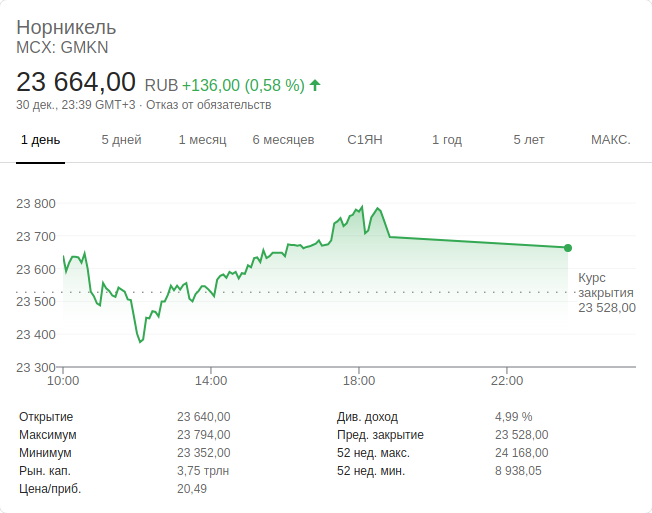 Норникель
MCX: GMKN
23 664,00 RUB +136,00 (0,58 %)
30 дек., 23:39 GMT+3 · Отказ от обязательств
1 день 5 дней 1 месяц 6 месяцев С1ЯН 1 год 5 лет МАКС.
23 800
23 700
23 600
23 500
23 400
23 300
Курс
закрытия
23 528,00
10:00 14:00 18:00 22:00
Открытие 23 640,00 Див. доход 4,99 %
Максимум 23 794,00 Пред. закрытие 23 528,00
Минимум 23 352,00 52 нед. макс. 24 168,00
Рын. кап. 3,75 трлн 52 нед. мин. 8 938,05
Цена/приб. 20,49